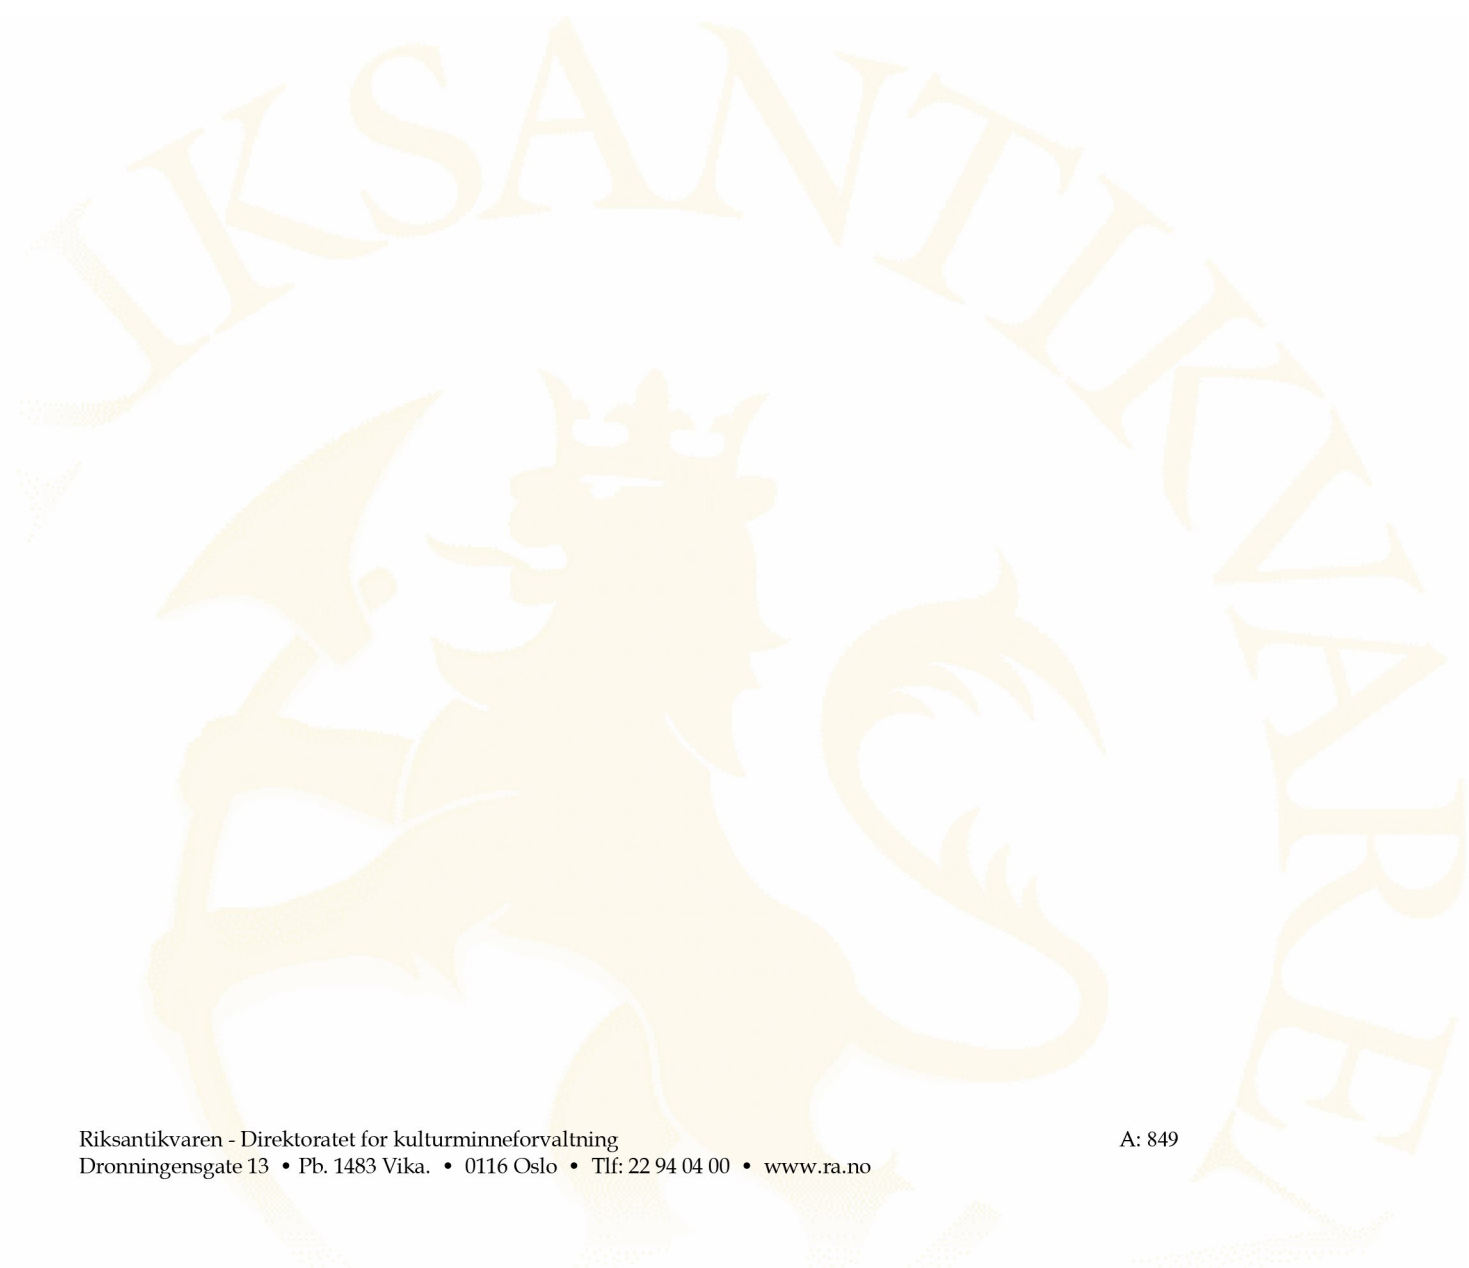 RIKSANTIKVAREN
Riksantikvaren - Direktoratet for kulturminneforvaltning A: 849
Dronningensgate 13 • Pb. 1483 Vika. • 0116 Oslo • Tlf: 22 94 04 00 • www.ra.no